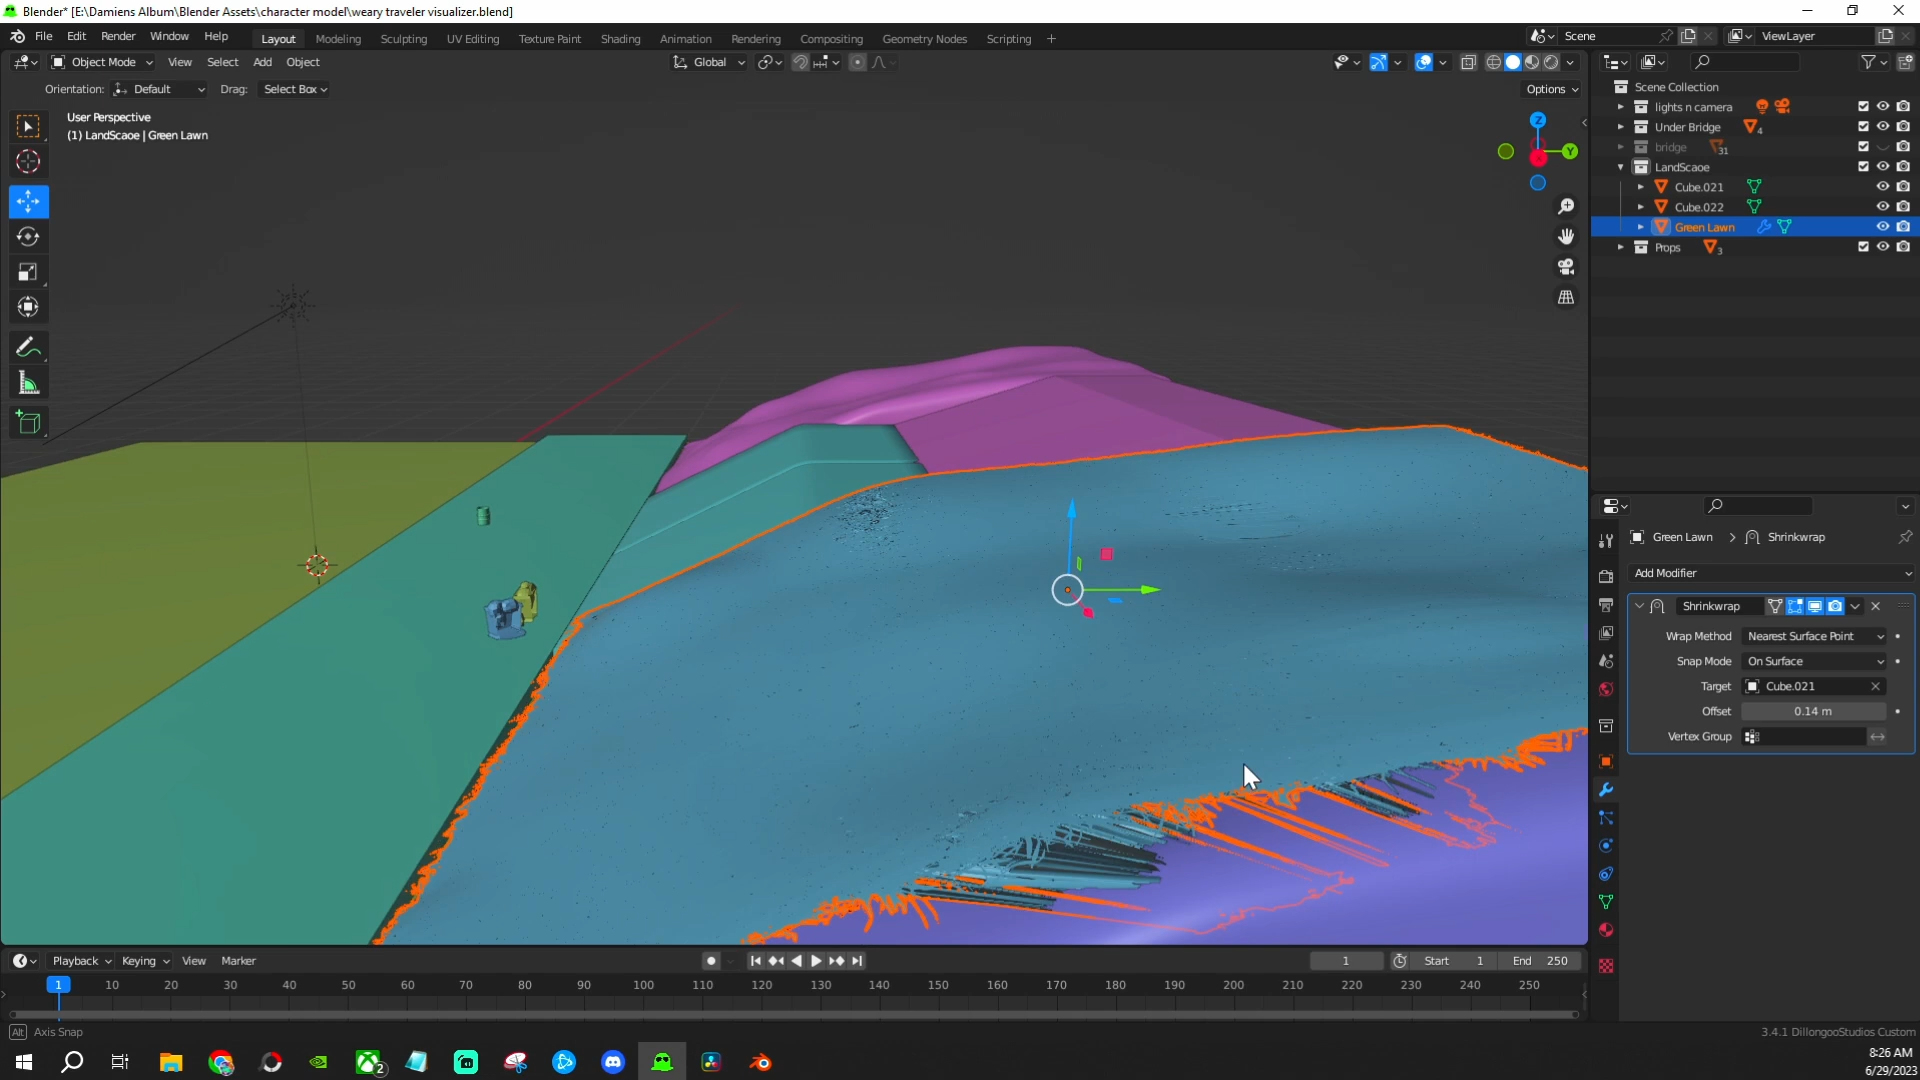 Blender* [E:\Damiens Album\Blender Assets\character model\weary traveler visualizer.blend]
File Edit Render Window Help
Layout Modeling Sculpting UV Editing Texture Paint Shading Animation Rendering Compositing Geometry Nodes Scripting +
Scene
ViewLayer
Object Mode View Select Add Object
Global
Orientation: Default Drag: Select Box
Options
User Perspective
(1) LandScaoe | Green Lawn
Z
Y
Scene Collection
lights n camera
Under Bridge 4
bridge 31
LandScaoe
Cube.021
Cube.022
Green Lawn
Props 3
Green Lawn > Shrinkwrap
Add Modifier
Shrinkwrap
Wrap Method Nearest Surface Point
Snap Mode On Surface
Target Cube.021
Offset 0.14 m
Vertex Group
Playback Keying View Marker
1 Start 1 End 250
1 10 20 30 40 50 60 70 80 90 100 110 120 130 140 150 160 170 180 190 200 210 220 230 240 250
Alt Axis Snap
3.4.1 DillongooStudios Custom
2
8:26 AM
6/29/2023